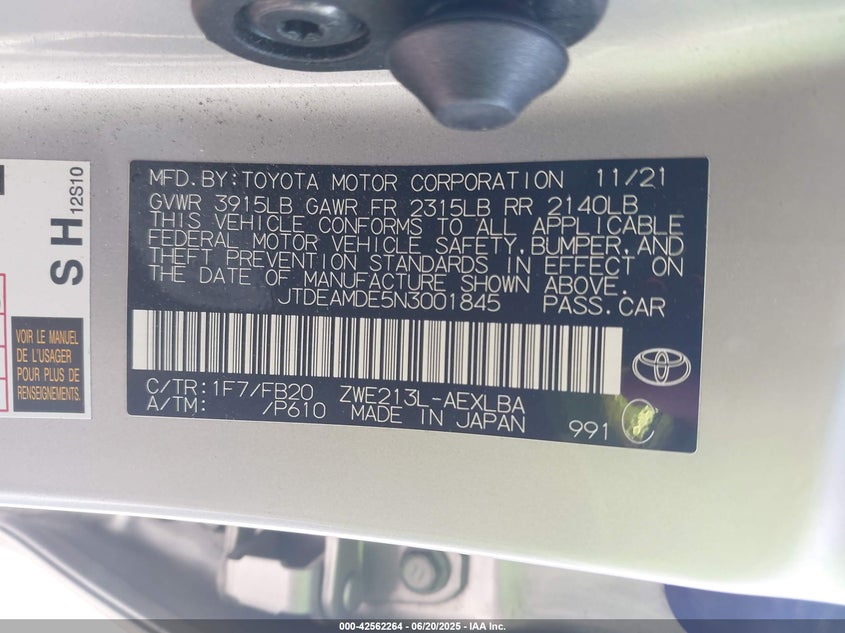 MFD.BY:TOYOTA MOTOR CORPORATION 11/21
GVWR 3915LB GAWR FR 2315LB RR 2140LB
THIS VEHICLE CONFORMS TO ALL APPLICABLE
FEDERAL MOTOR VEHICLE SAFETY,BUMPER,AND
THEFT PREVENTION STANDARDS IN EFFECT ON
THE DATE OF MANUFACTURE SHOWN ABOVE.
JTDEAMDE5N3001845 PASS.CAR
C/TR:1F7/FB20 ZWE213L-AEXLBA
A/TM: /P610 MADE IN JAPAN 991
SH
12S10
VOIR LE MANUEL
DE L'USAGER
POUR PLUS DE
RENSEIGNEMENTS
000-42562264 - 06/20/2025 - IAA Inc.